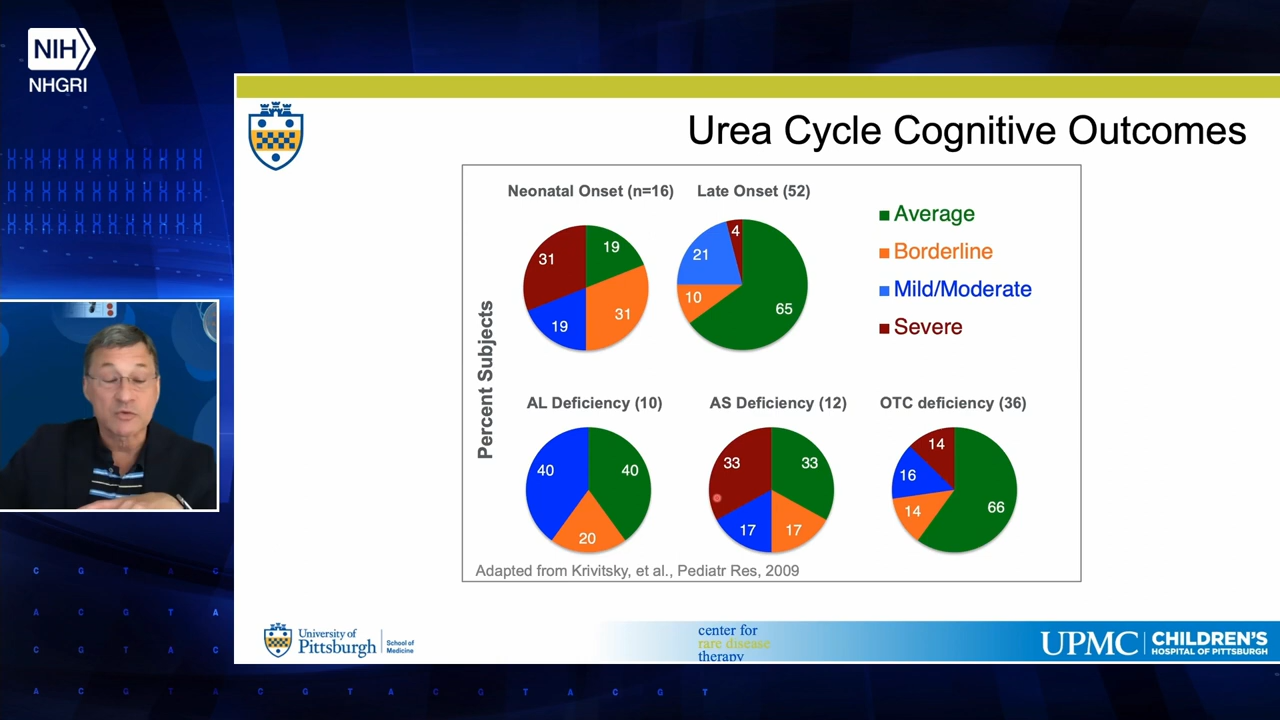 NIH
NHGRI
Urea Cycle Cognitive Outcomes
Neonatal Onset (n=16)
Late Onset (52)
19
31
19
31
65
10
21
4
Average
Borderline
Mild/Moderate
Severe
Percent Subjects
AL Deficiency (10)
AS Deficiency (12)
OTC deficiency (36)
40
20
40
33
17
17
33
66
14
16
14
Adapted from Krivitsky, et al., Pediatr Res, 2009
University of
Pittsburgh
School of
Medicine
center for
rare disease
therapy
UPMC
CHILDREN'S
HOSPITAL OF PITTSBURGH
C G T A C
A C G T A
C G T A C
A C G T A C G T A C G T A C G T